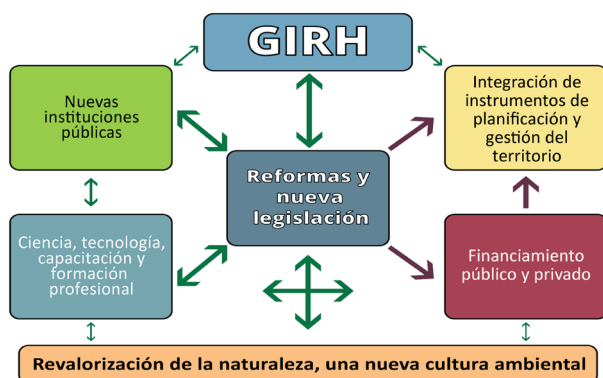 GIRH
Nuevas
instituciones
públicas
Integración de
instrumentos de
planificación y
gestión del
territorio
Reformas y
nueva
legislación
Ciencia, tecnología,
capacitación y
formación
profesional
Financiamiento
público y privado
Revalorización de la naturaleza, una nueva cultura ambiental